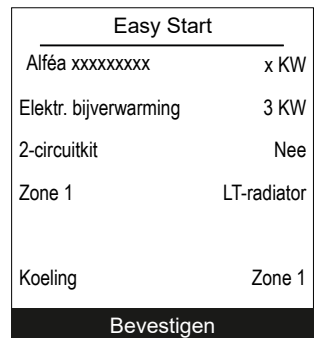 Easy Start
Alféa xxxxxxxxx x KW
Elektr. bijverwarming 3 KW
2-circuitkit Nee
Zone 1 LT-radiator
Koeling Zone 1
Bevestigen